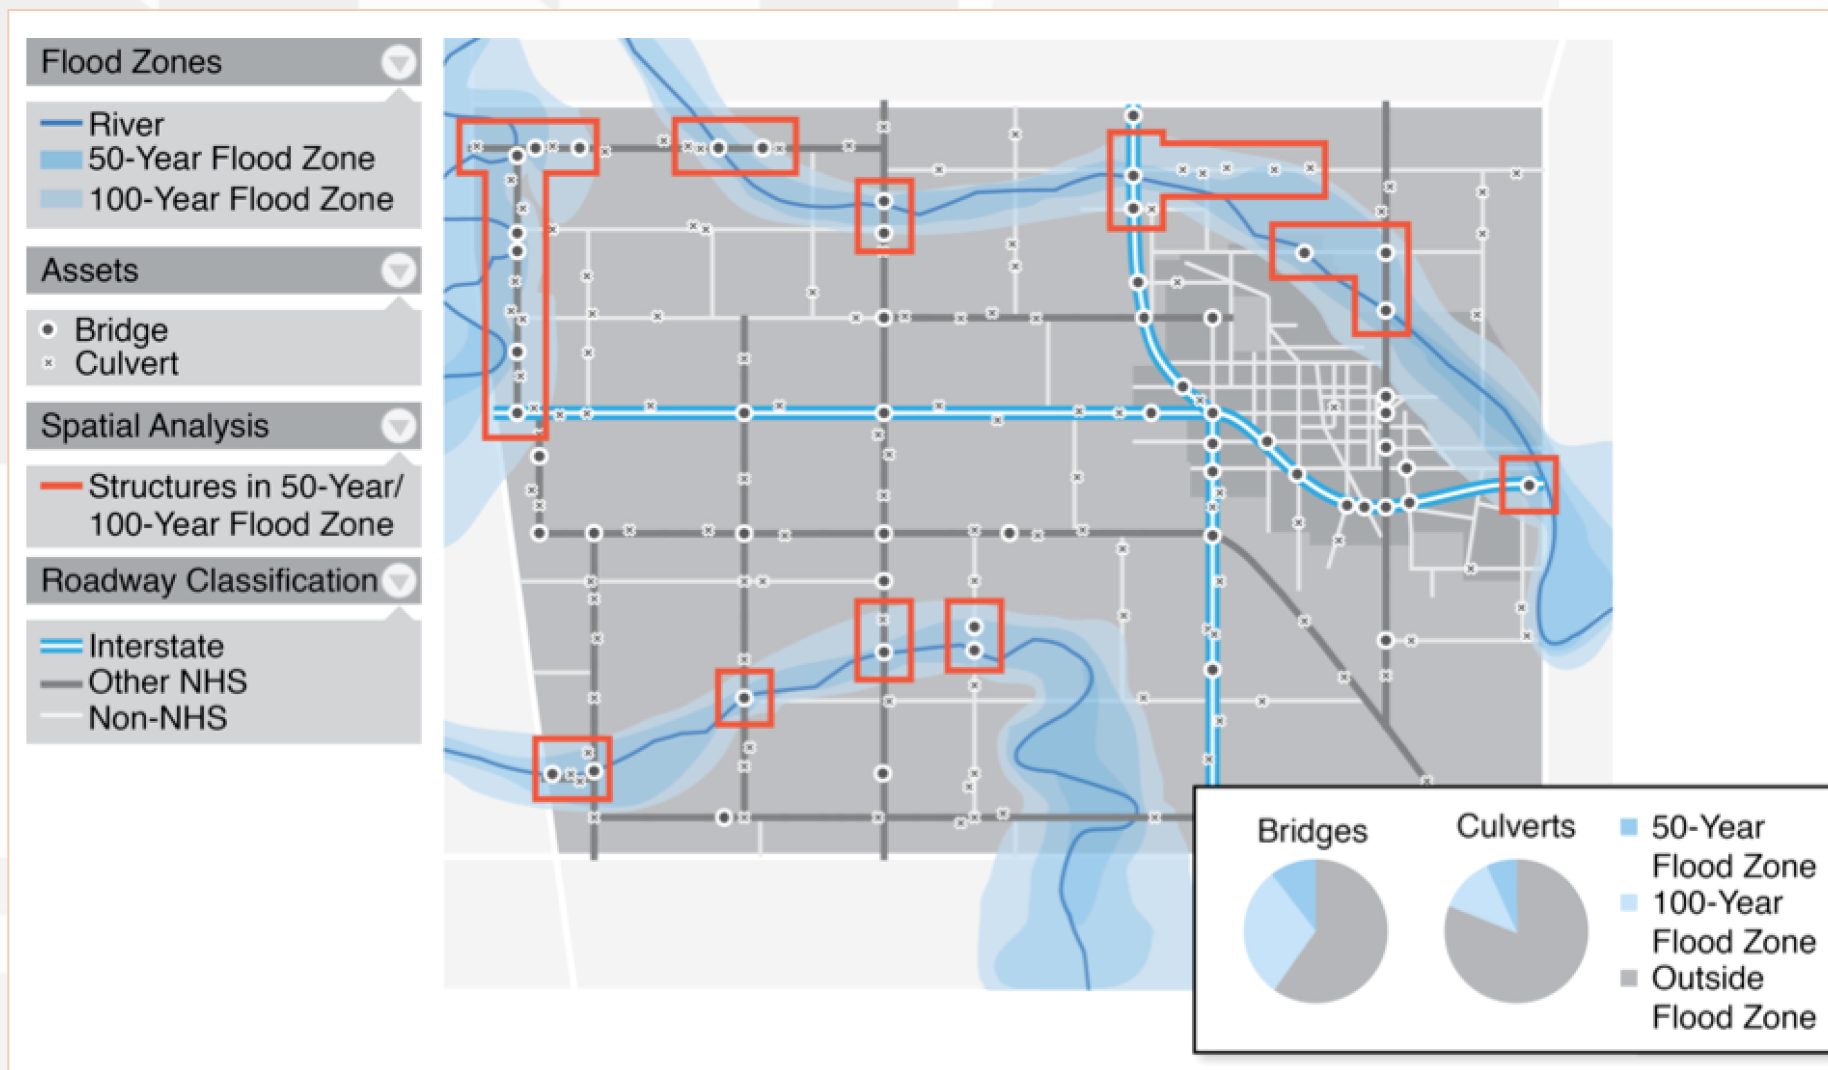 Flood Zones
River
50-Year Flood Zone
100-Year Flood Zone
Assets
Bridge
Culvert
Spatial Analysis
Structures in 50-Year/
100-Year Flood Zone
Roadway Classification
Interstate
Other NHS
Non-NHS
Bridges
Culverts
50-Year
Flood Zone
100-Year
Flood Zone
Outside
Flood Zone